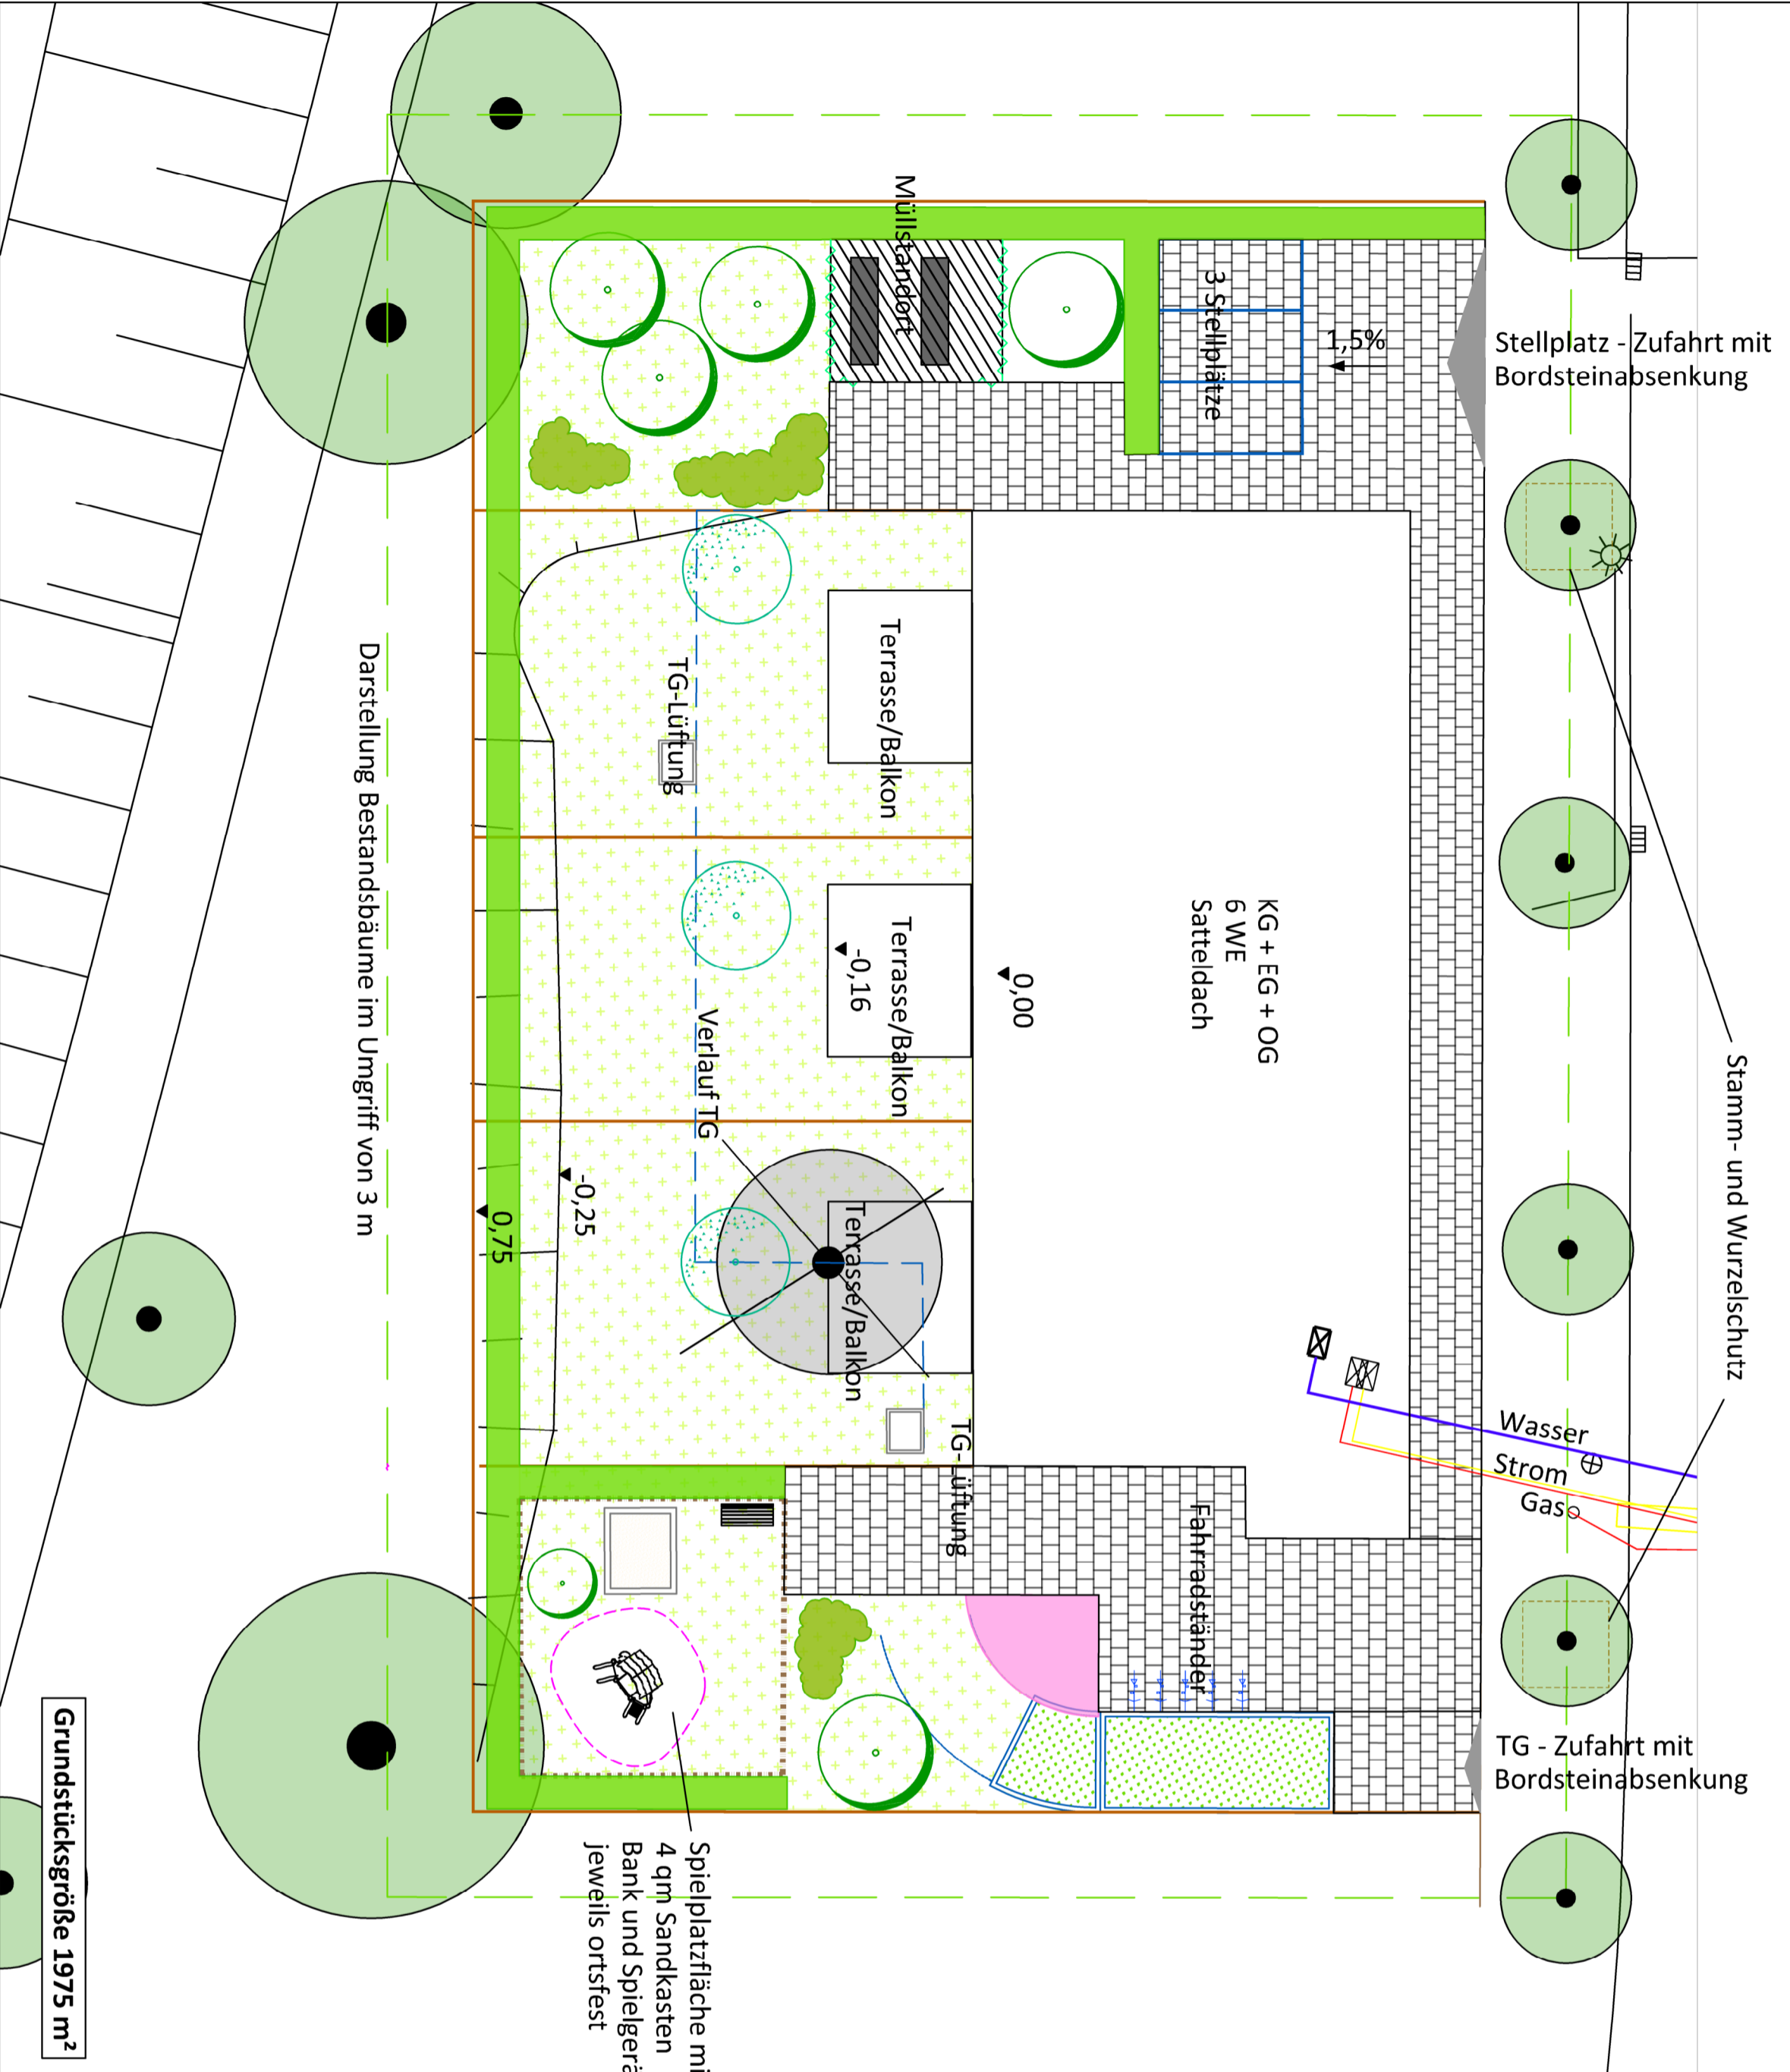 Müllstandort
3 Stellplätze
1,5%
Stellplatz - Zufahrt mit
Bordsteinabsenkung
Terrasse/Balkon
TG-Lüftung
Darstellung Bestandsbäume im Umgriff von 3 m
KG + EG + OG
6 WE
Satteldach
0,00
Terrasse/Balkon
-0,16
Verlauf TG
Stamm- und Wurzelschutz
-0,25
0,75
Terrasse/Balkon
TG-Lüftung
Wasser
Strom
Gas
Fahrradständer
TG - Zufahrt mit
Bordsteinabsenkung
Spielplatzfläche
4 qm Sandkasten
Bank und
jeweils ortsfest
Grundstücksgröße 1975 m²